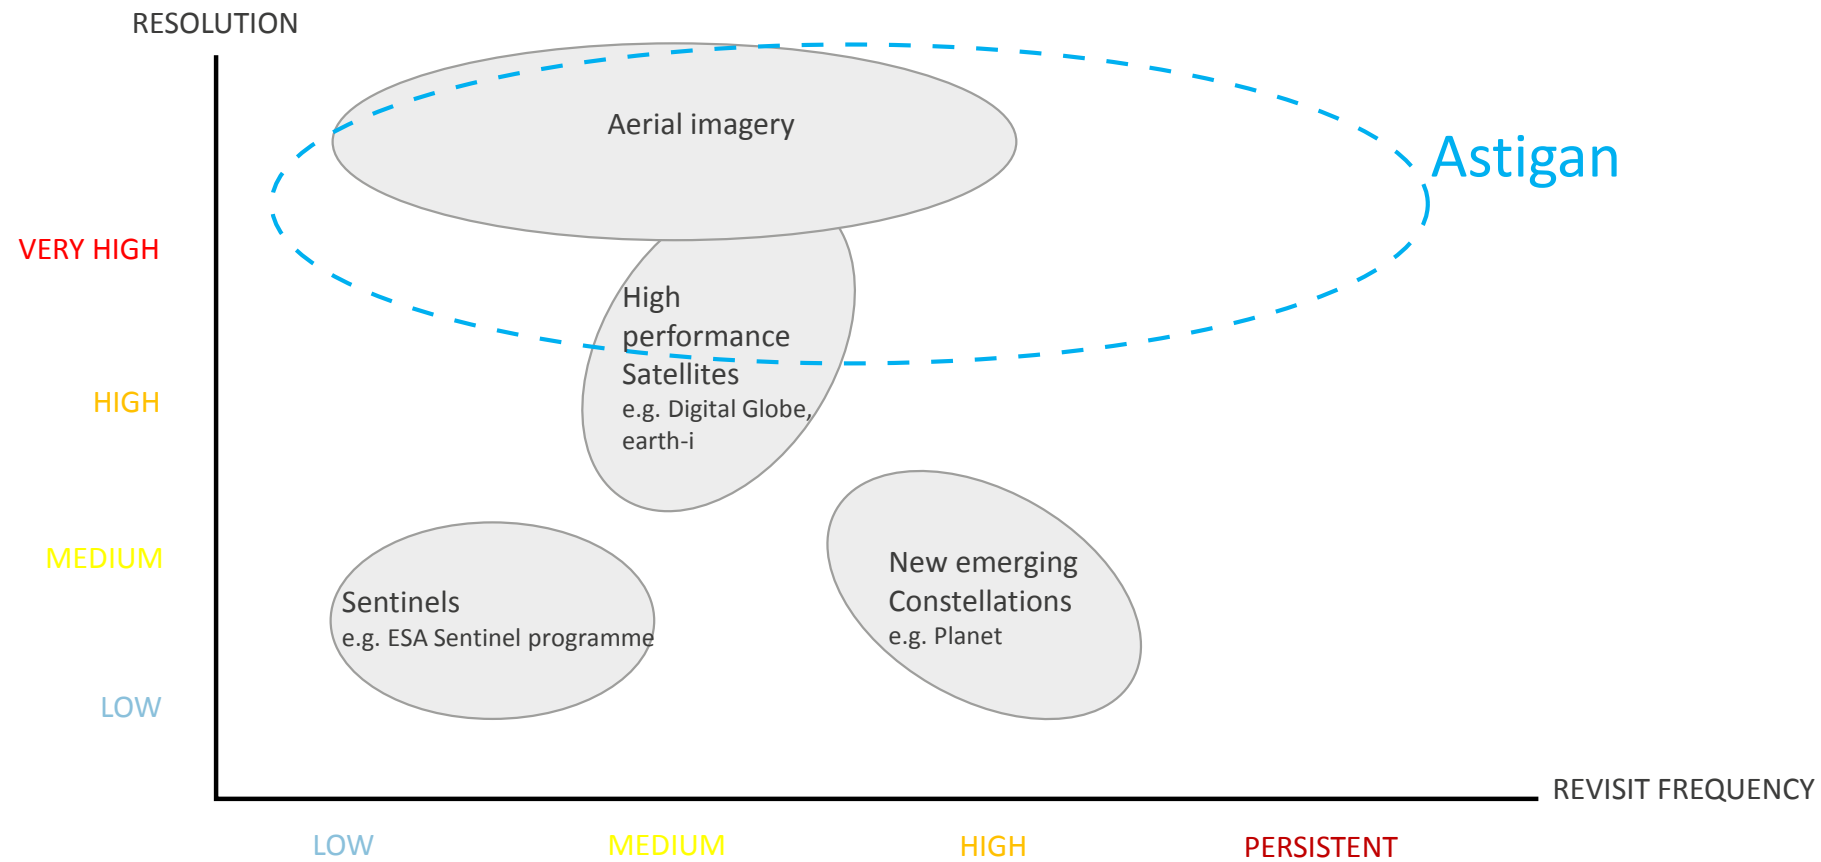 RESOLUTION
Aerial imagery
Astigan
VERY HIGH
High
performance
Satellites
e.g. Digital Globe,
earth-i
HIGH
MEDIUM
New emerging
Constellations
e.g. Planet
Sentinels
e.g. ESA Sentinel programme
LOW
REVISIT FREQUENCY
LOW
MEDIUM
HIGH
PERSISTENT